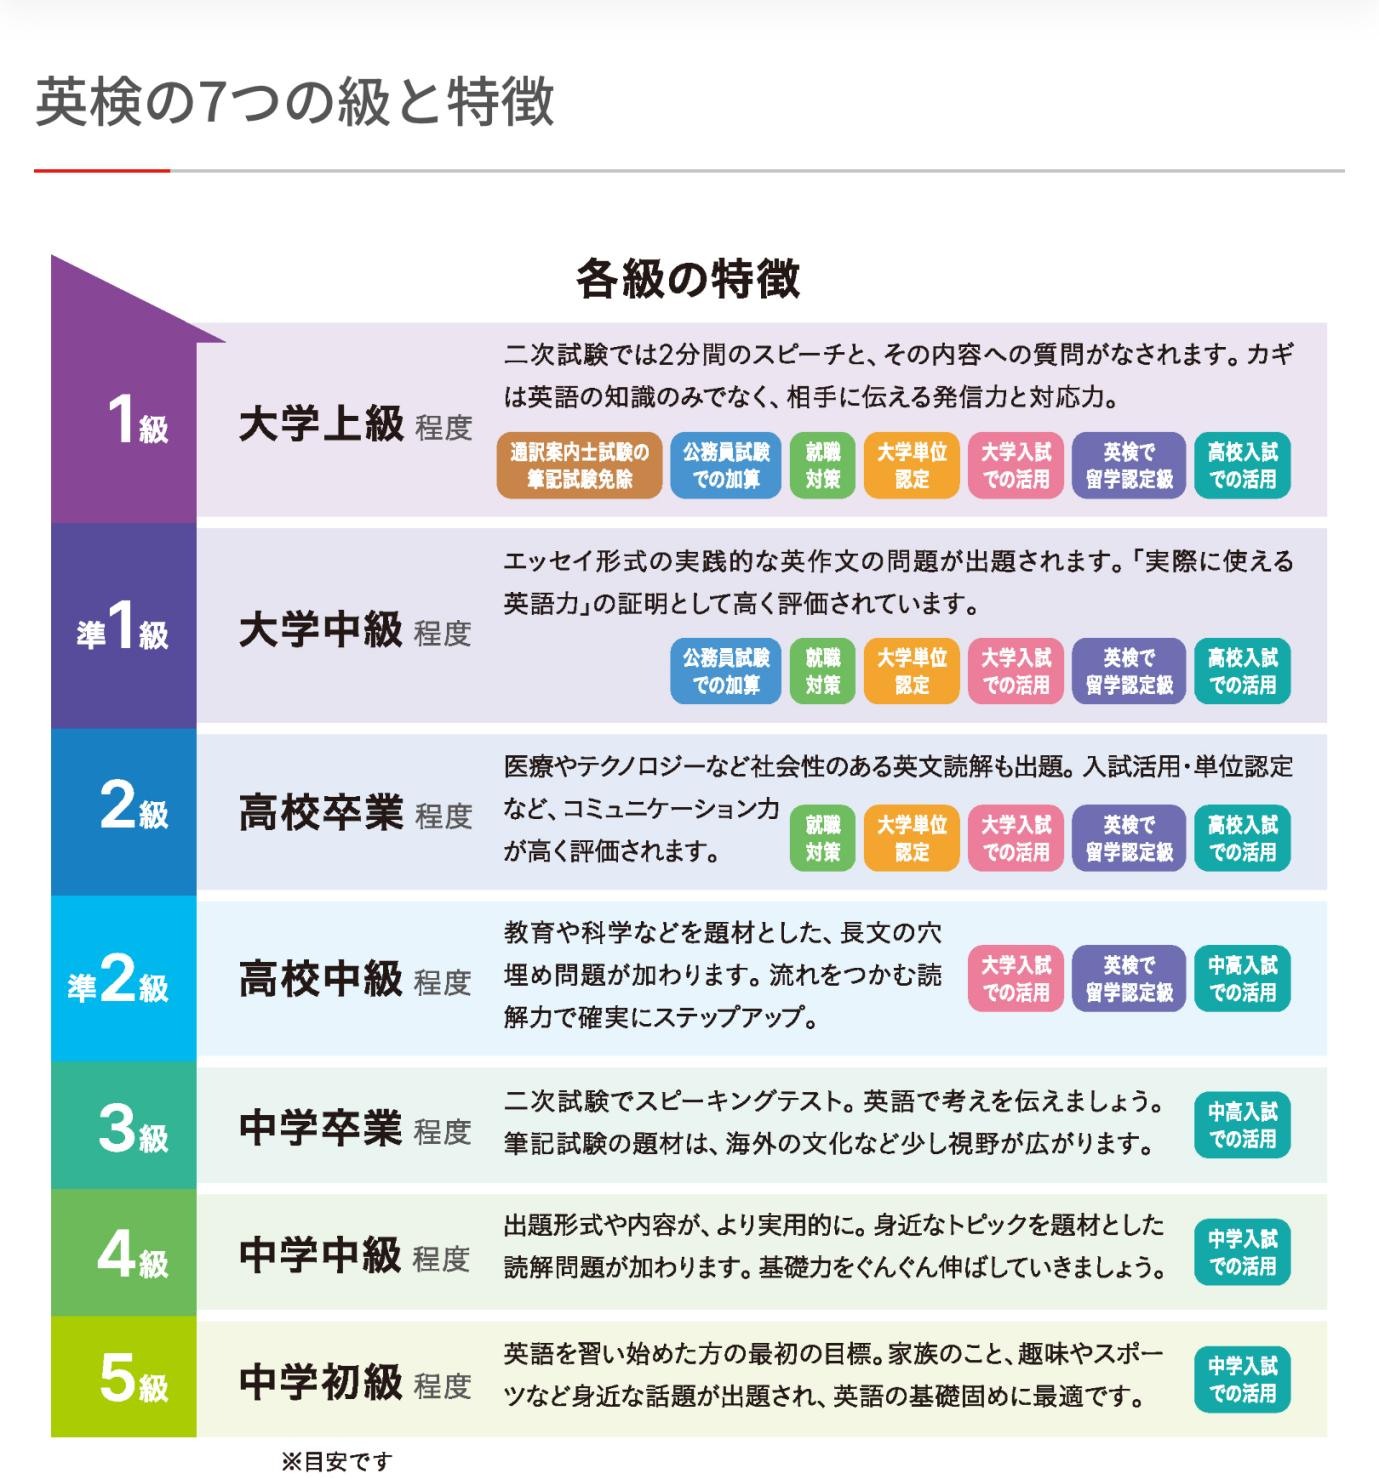 英検の7つの級と特徴
各級の特徴
1級
大学上級 程度
二次試験では2分間のスピーチと、その内容への質問がなされます。カギ
は英語の知識のみでなく、相手に伝える発信力と対応力。
通訳案内士試験の
筆記試験免除
公務員試験
での加算
就職
対策
大学単位
認定
大学入試
での活用
英検で
留学認定級
高校入試
での活用
準1級
大学中級 程度
エッセイ形式の実践的な英作文の問題が出題されます。「実際に使える
英語力」の証明として高く評価されています。
公務員試験
での加算
就職
対策
大学単位
認定
大学入試
での活用
英検で
留学認定級
高校入試
での活用
2級
高校卒業 程度
医療やテクノロジーなど社会性のある英文読解も出題。入試活用・単位認定
など、コミュニケーション力
が高く評価されます。
就職
対策
大学単位
認定
大学入試
での活用
英検で
留学認定級
高校入試
での活用
準2級
高校中級 程度
教育や科学などを題材とした、長文の穴
埋め問題が加わります。流れをつかむ読
解力で確実にステップアップ。
大学入試
での活用
英検で
留学認定級
中高入試
での活用
3級
中学卒業 程度
二次試験でスピーキングテスト。英語で考えを伝えましょう。
筆記試験の題材は、海外の文化など少し視野が広がります。
中高入試
での活用
4級
中学中級 程度
出題形式や内容が、より実用的に。身近なトピックを題材とした
読解問題が加わります。基礎力をぐんぐん伸ばしていきましょう。
中学入試
での活用
5級
中学初級 程度
英語を習い始めた方の最初の目標。家族のこと、趣味やスポー
ツなど身近な話題が出題され、英語の基礎固めに最適です。
中学入試
での活用
※目安です